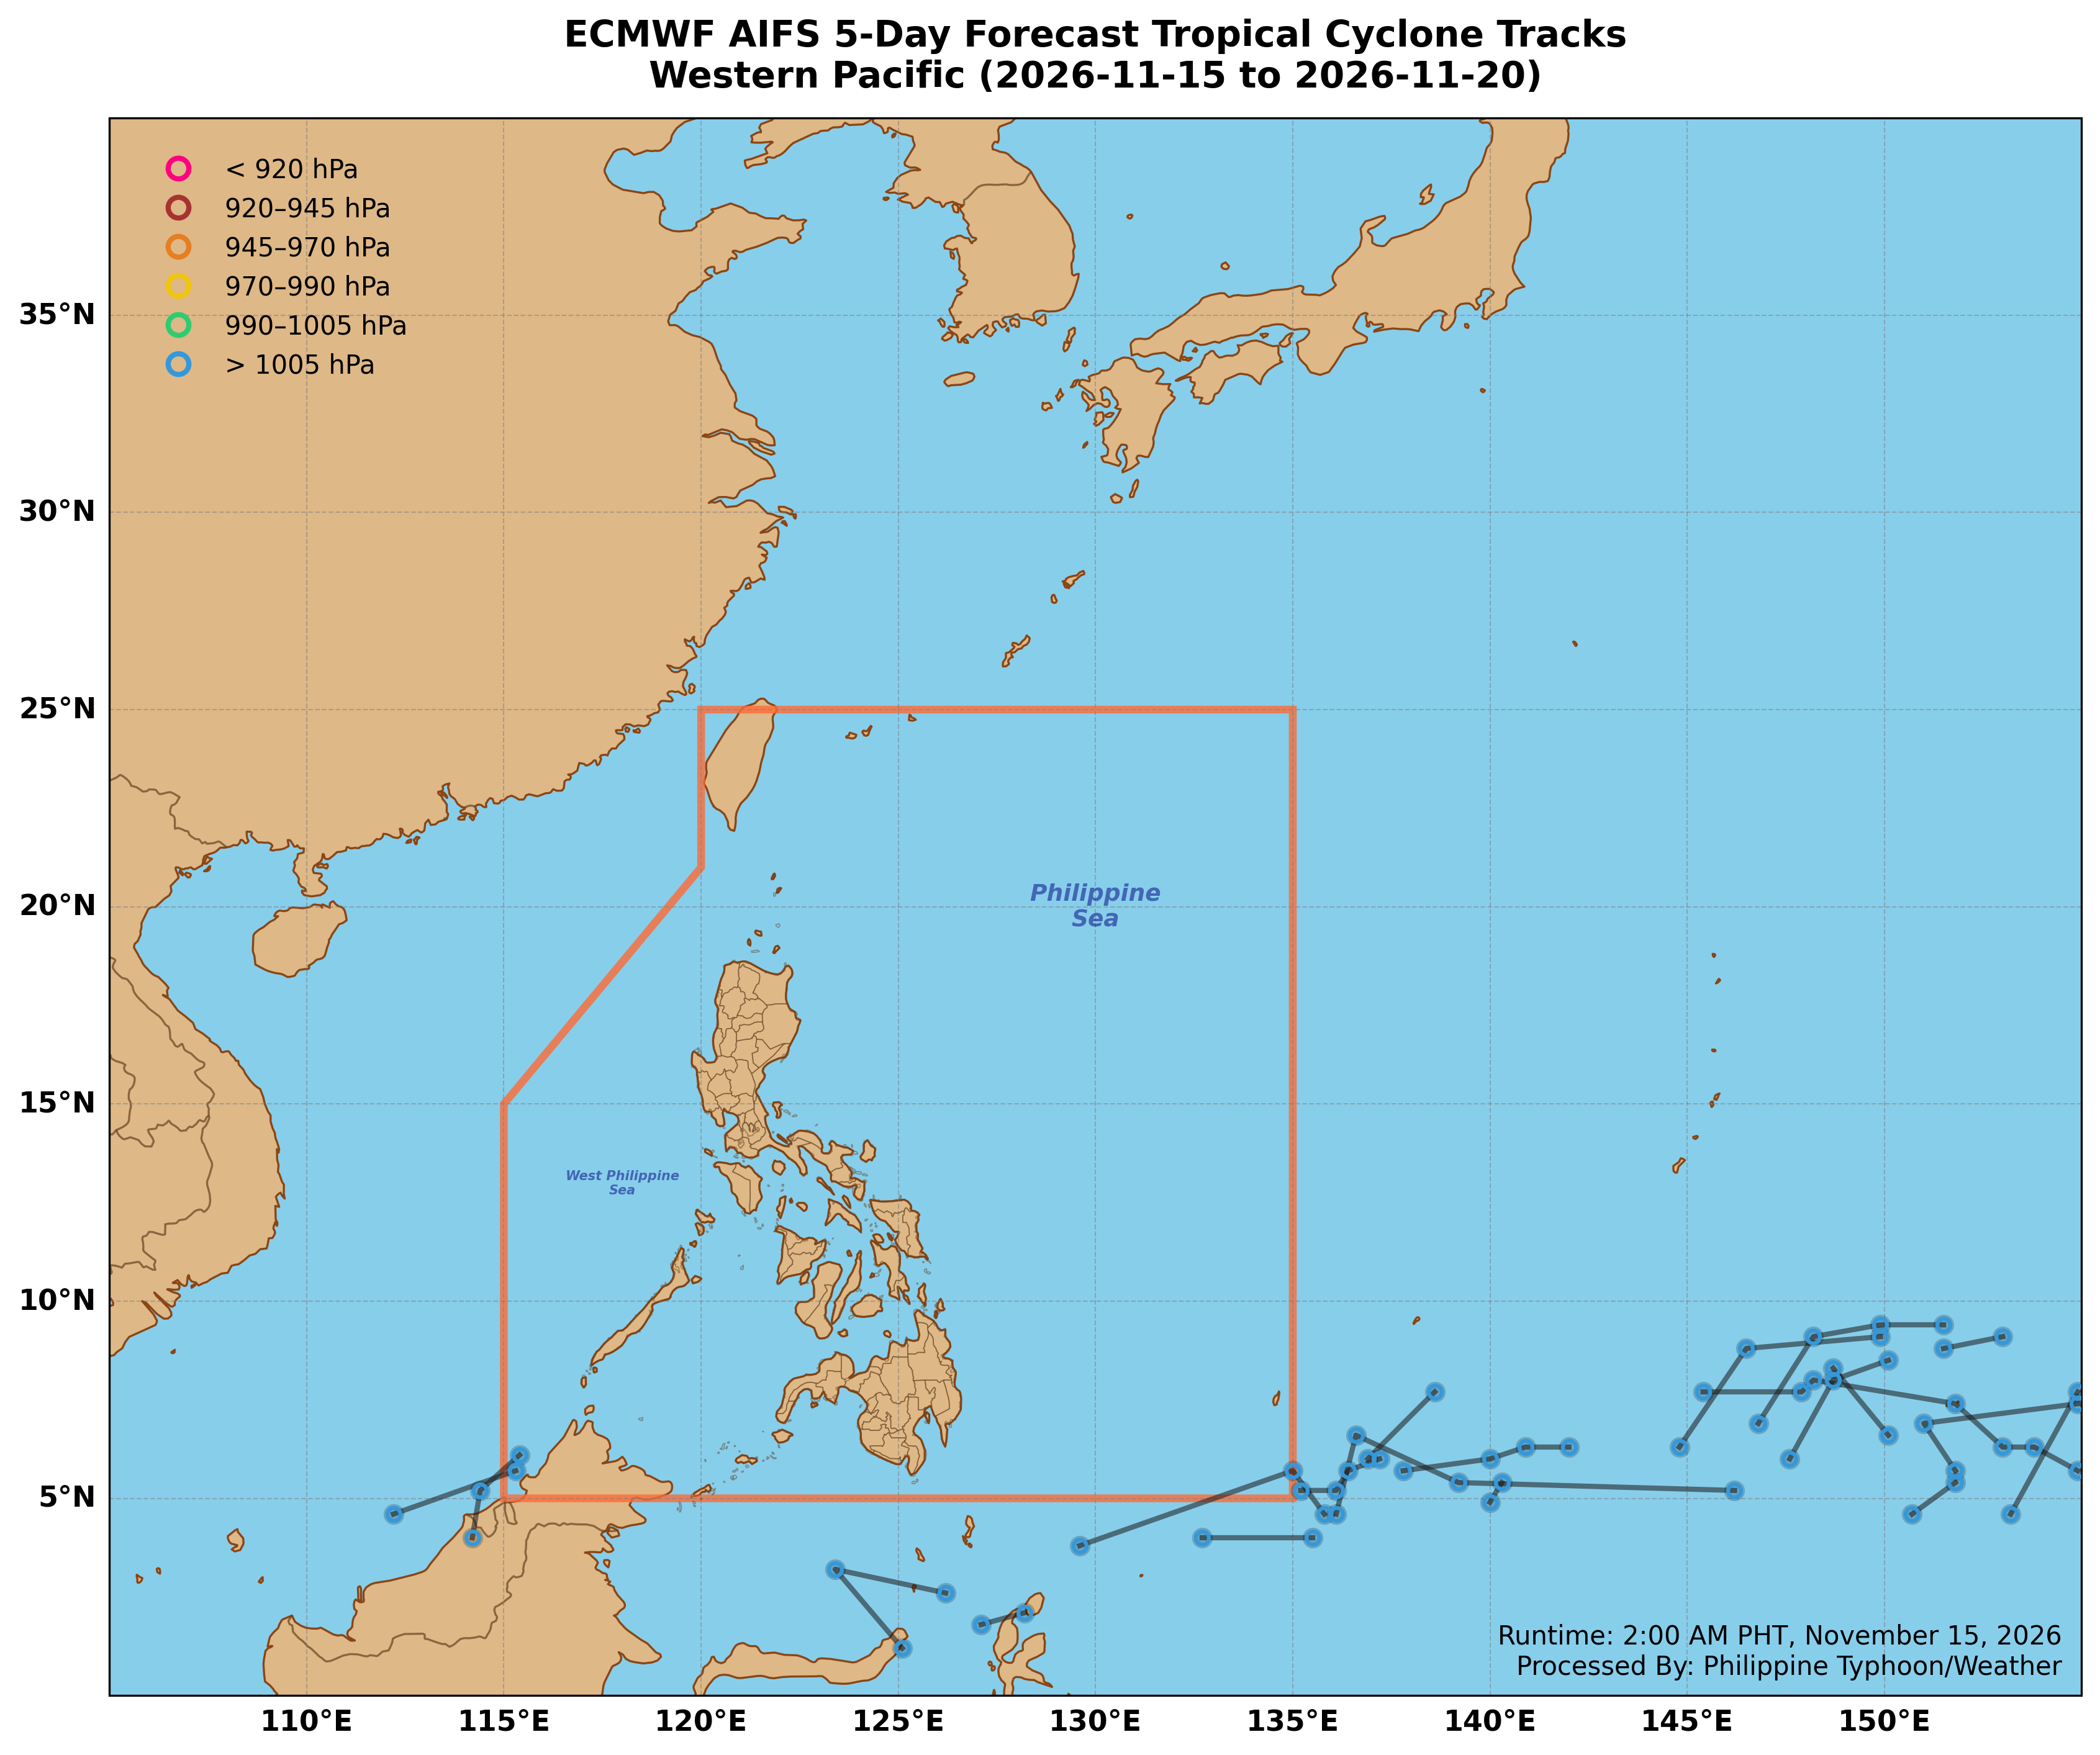 ECMWF AIFS 5-Day Forecast Tropical Cyclone Tracks
Western Pacific (2026-11-15 to 2026-11-20)
< 920 hPa
920–945 hPa
945–970 hPa
970–990 hPa
990–1005 hPa
> 1005 hPa
35°N
30°N
25°N
20°N
15°N
10°N
5°N
Philippine
Sea
West Philippine
Sea
Runtime: 2:00 AM PHT, November 15, 2026
Processed By: Philippine Typhoon/Weather
110°E
115°E
120°E
125°E
130°E
135°E
140°E
145°E
150°E